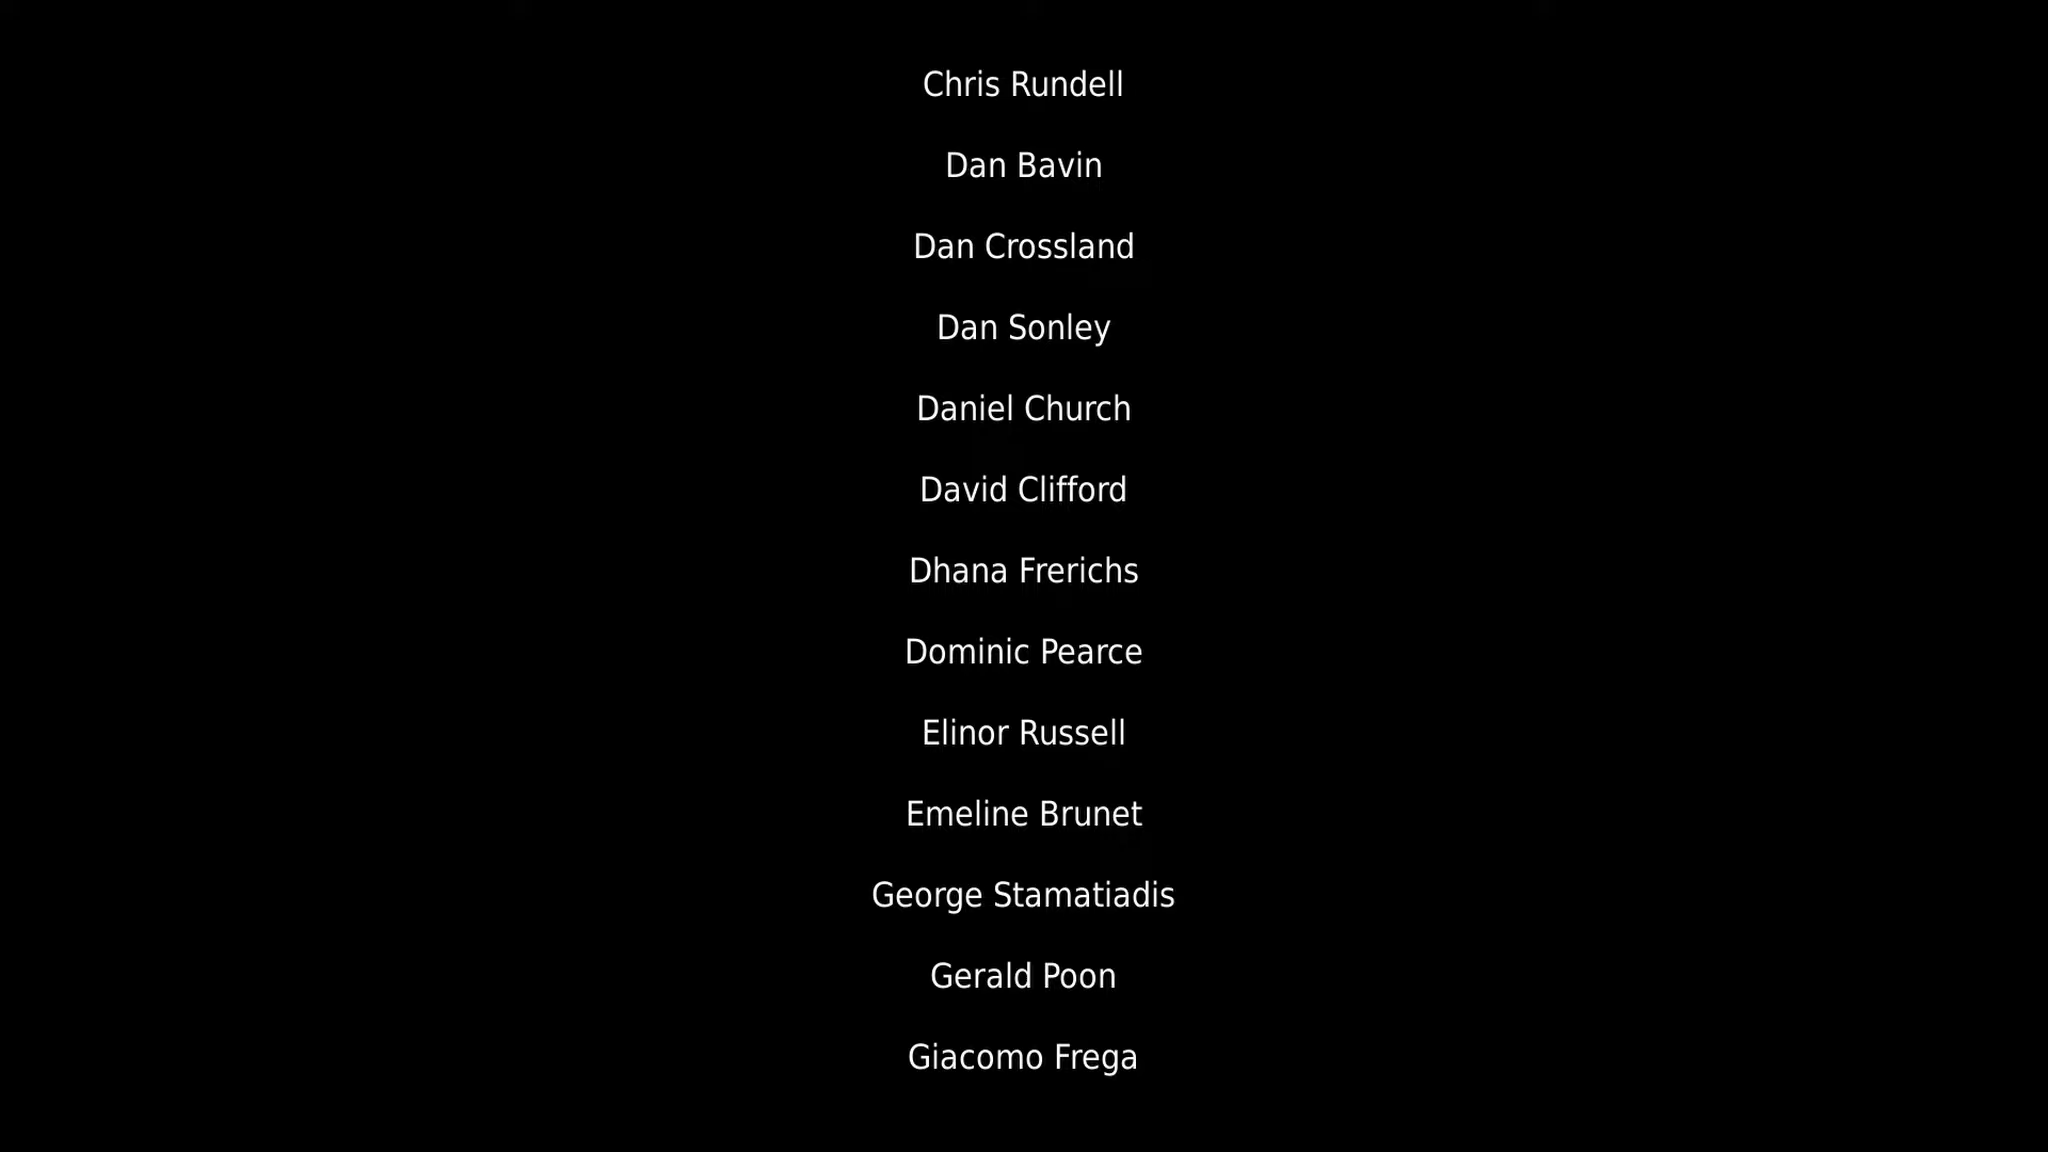 Chris Rundell
Dan Bavin
Dan Crossland
Dan Sonley
Daniel Church
David Clifford
Dhana Frerichs
Dominic Pearce
Elinor Russell
Emeline Brunet
George Stamatiadis
Gerald Poon
Giacomo Frega